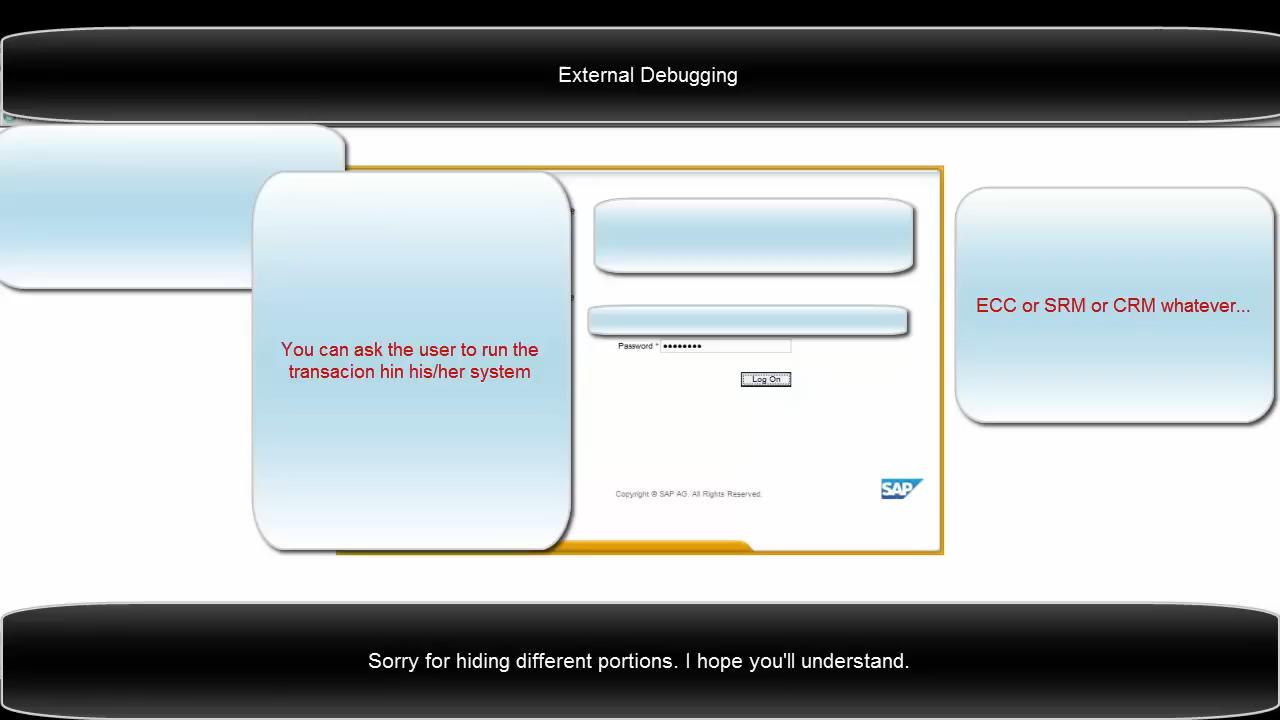 External Debugging
ECC or SRM or CRM whatever...
You can ask the user to run the
transacion hin his/her system
Password *
Log On
Copyright © SAP AG. All Rights Reserved.
SAP
Sorry for hiding different portions. I hope you'll understand.